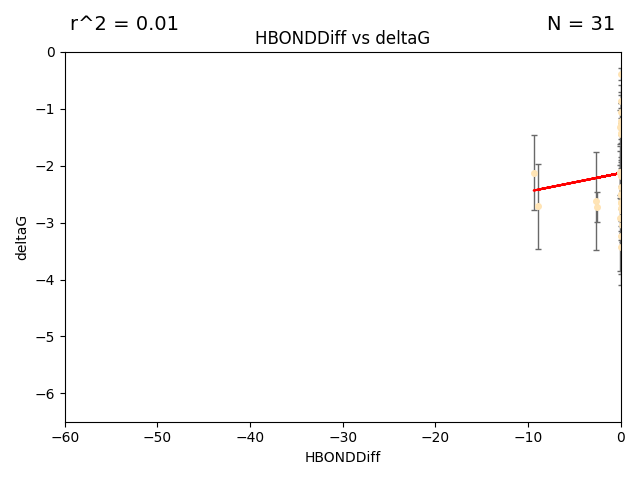 r^2 = 0.01
N = 31
HBONDDiff vs deltaG
0
−1
−2
−3
−4
−5
−6
deltaG
−60 −50 −40 −30 −20 −10 0
HBONDDiff